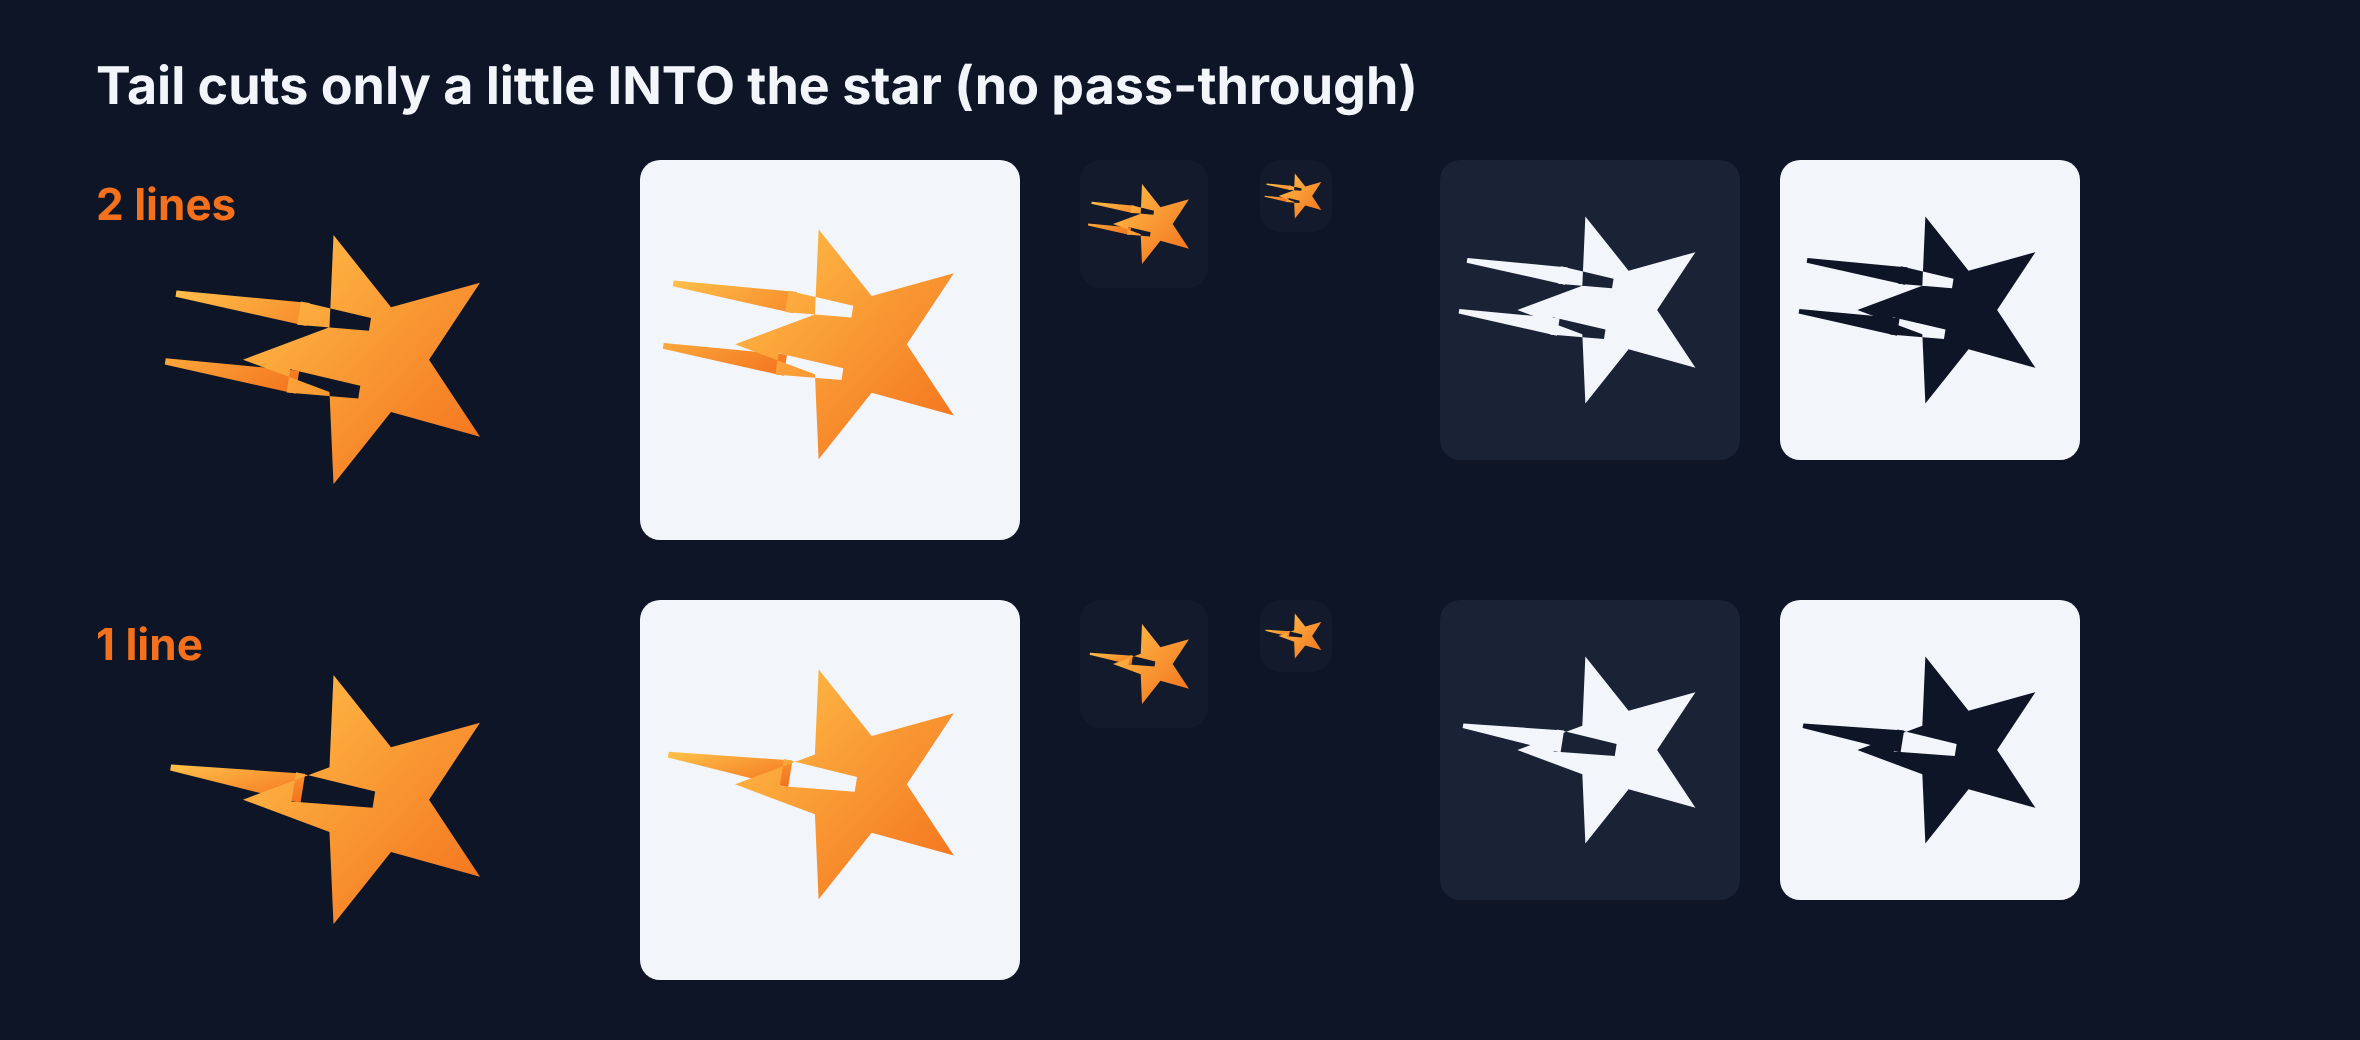 Tail cuts only a little INTO the star (no pass-through)
2 lines
1 line